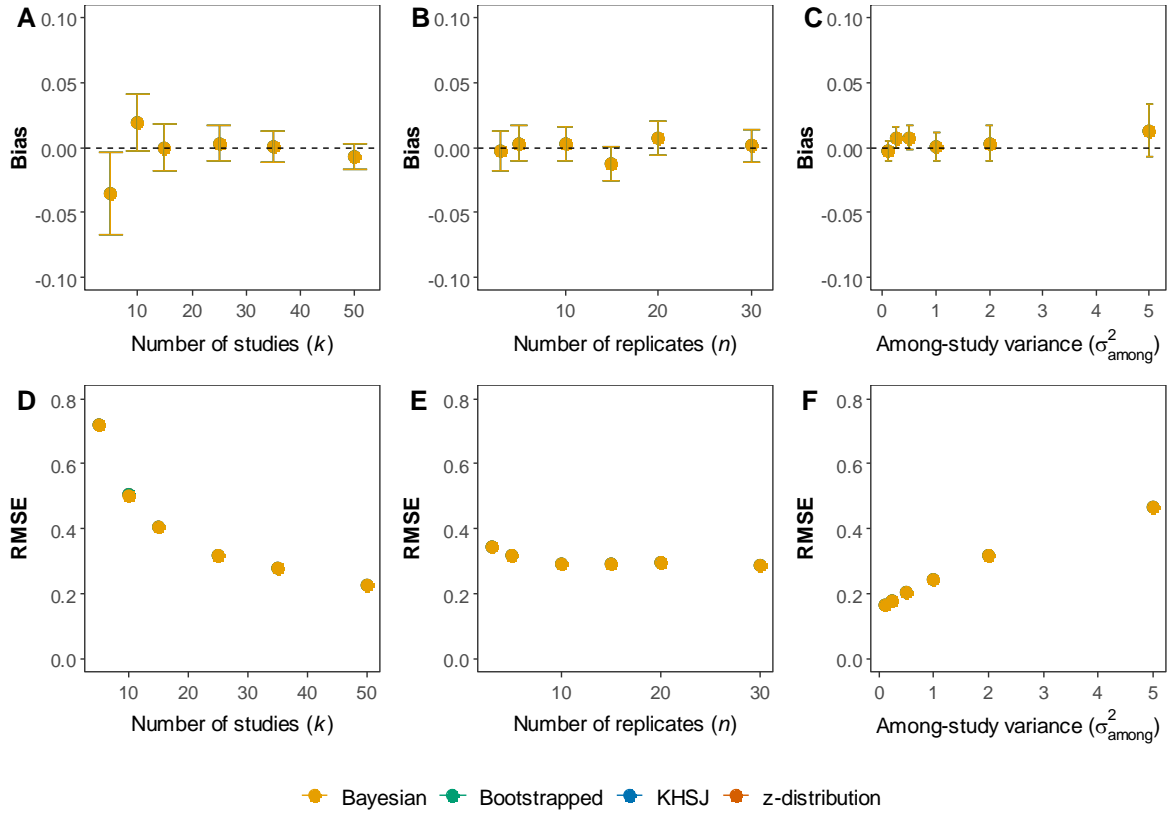 A B C
0.10 0.10 0.10
0.05 0.05 0.05
Bias 0.00 Bias 0.00 Bias 0.00
-0.05 -0.05 -0.05
-0.10 -0.10 -0.10
10 20 30 40 50 10 20 30 0 1 2 3 4 5
Number of studies (k) Number of replicates (n) Among-study variance (σ²among)
D E F
0.8 0.8 0.8
0.6 0.6 0.6
RMSE 0.4 RMSE 0.4 RMSE 0.4
0.2 0.2 0.2
0.0 0.0 0.0
10 20 30 40 50 10 20 30 0 1 2 3 4 5
Number of studies (k) Number of replicates (n) Among-study variance (σ²among)
Bayesian Bootstrapped KHSJ z-distribution